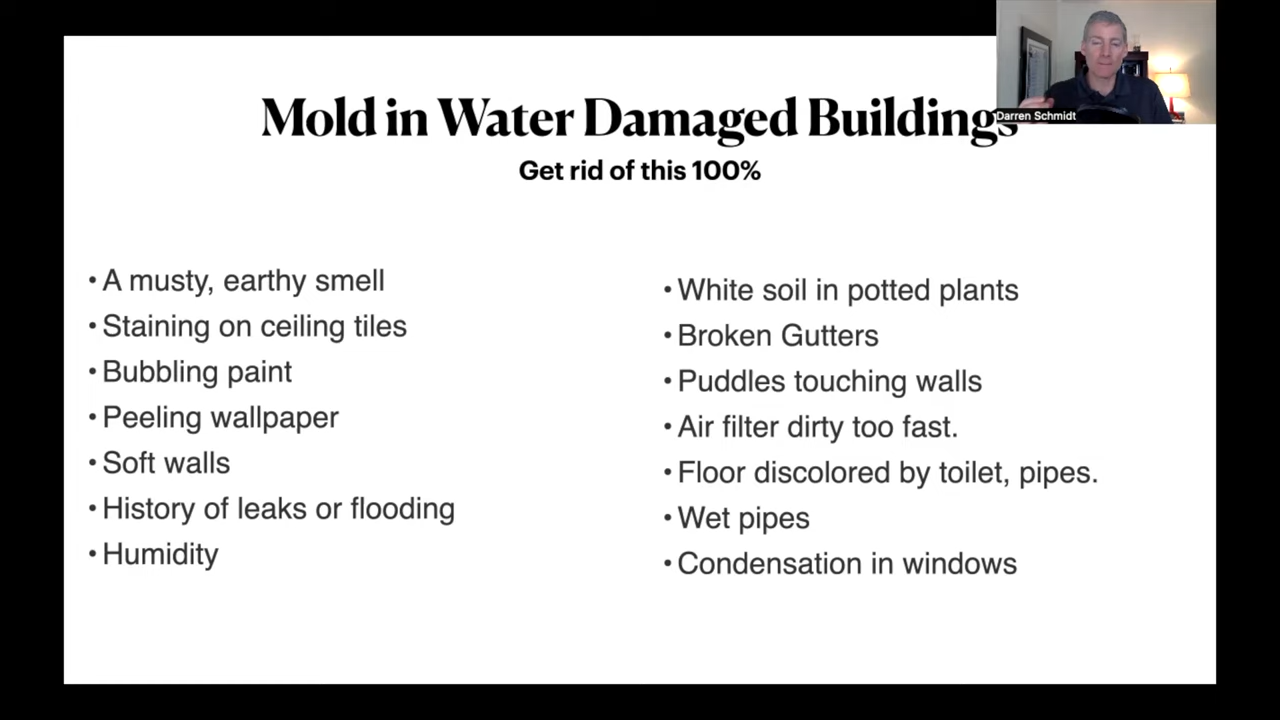 Mold in Water Damaged Buildings
Darren Schmidt
Get rid of this 100%
• A musty, earthy smell
• Staining on ceiling tiles
• Bubbling paint
• Peeling wallpaper
• Soft walls
• History of leaks or flooding
• Humidity
• White soil in potted plants
• Broken Gutters
• Puddles touching walls
• Air filter dirty too fast.
• Floor discolored by toilet, pipes.
• Wet pipes
• Condensation in windows